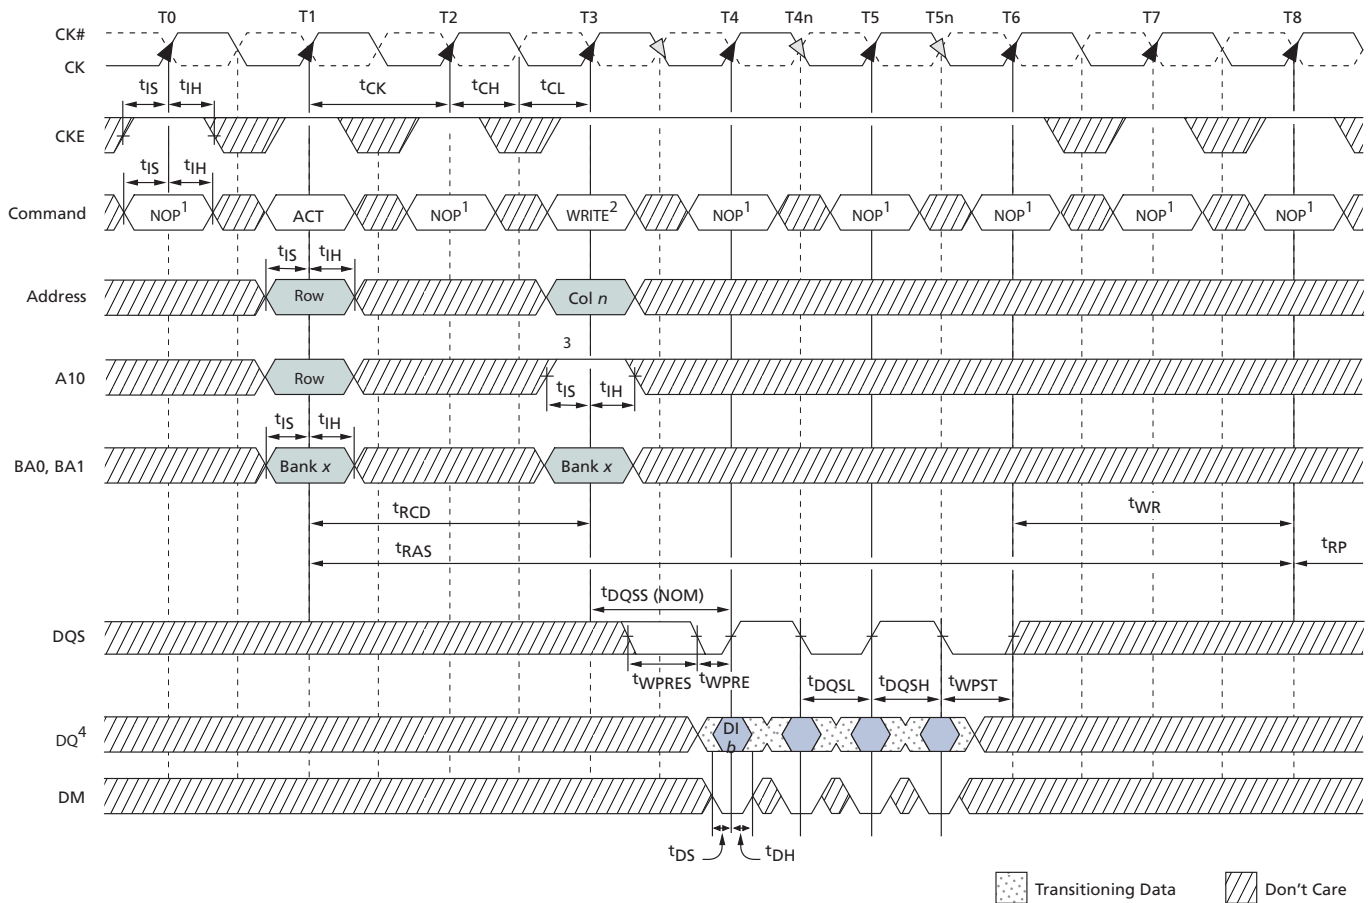 T0 T1 T2 T3 T4 T4n T5 T5n T6 T7 T8
CK#
CK
tIS tIH tCK tCH tCL
CKE
tIS tIH
Command NOP1 ACT NOP1 WRITE2 NOP1 NOP1 NOP1 NOP1 NOP1
tIS tIH
Address Row Col n
3
A10 Row
tIS tIH
tIS tIH
BA0, BA1 Bank x Bank x
tRCD tWR
tRAS tRP
tDQSS (NOM)
DQS
tWPRES tWPRE tDQSL tDQSH tWPST
DQ4 DI
b
DM
tDS tDH
Transitioning Data Don't Care